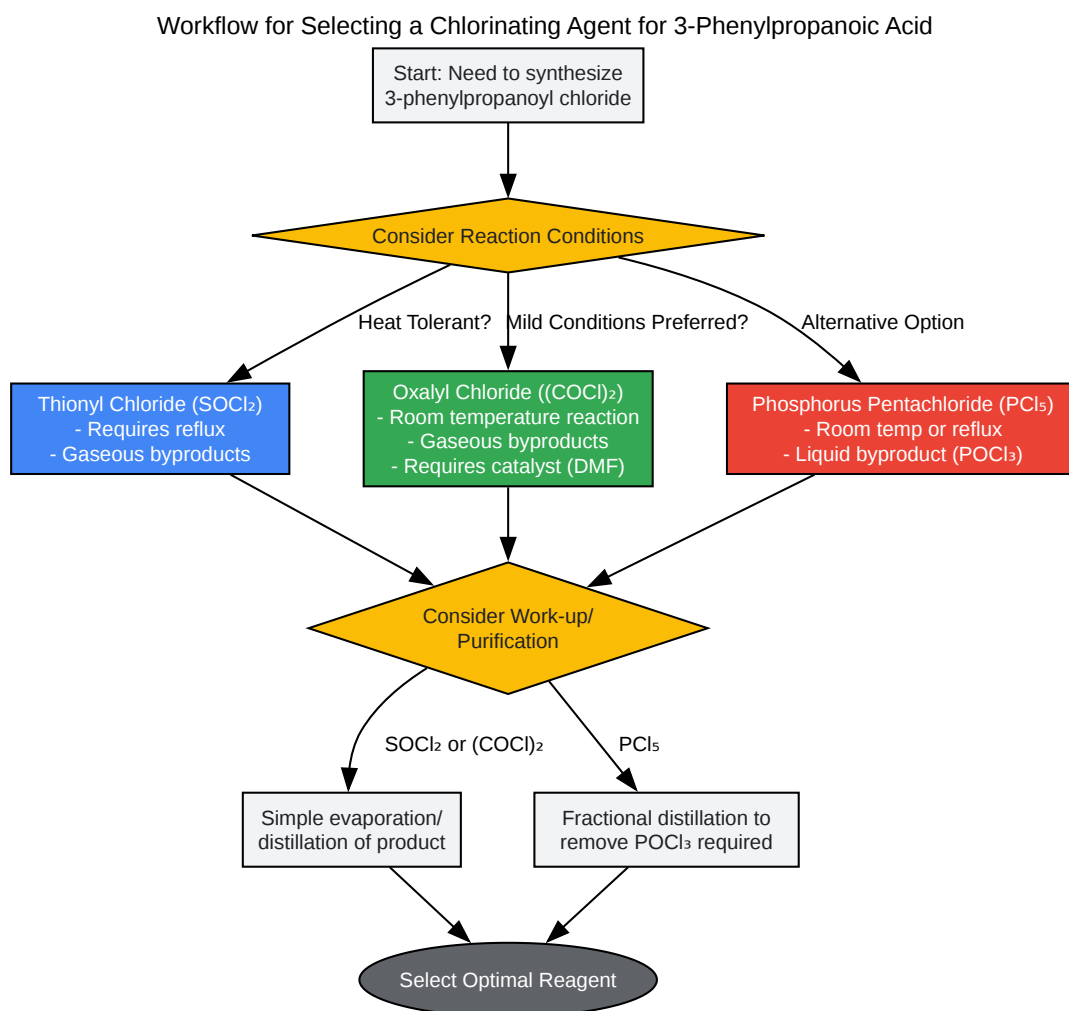 Workflow for Selecting a Chlorinating Agent for 3-Phenylpropanoic Acid
Start: Need to synthesize
3-phenylpropanoyl chloride
Consider Reaction Conditions
Heat Tolerant?
Mild Conditions Preferred?
Alternative Option
Thionyl Chloride (SOCl₂)
- Requires reflux
- Gaseous byproducts
Oxalyl Chloride ((COCl)₂)
- Room temperature reaction
- Gaseous byproducts
- Requires catalyst (DMF)
Phosphorus Pentachloride (PCl₅)
- Room temp or reflux
- Liquid byproduct (POCl₃)
Consider Work-up/
Purification
SOCl₂ or (COCl)₂
PCl₅
Simple evaporation/
distillation of product
Fractional distillation to
remove POCl₃ required
Select Optimal Reagent